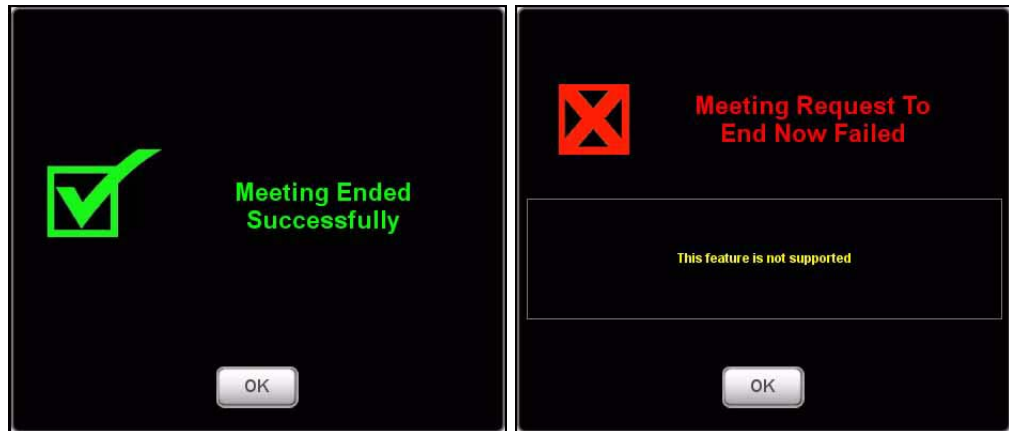 Meeting Ended
Successfully
OK
Meeting Request To
End Now Failed
This feature is not supported
OK